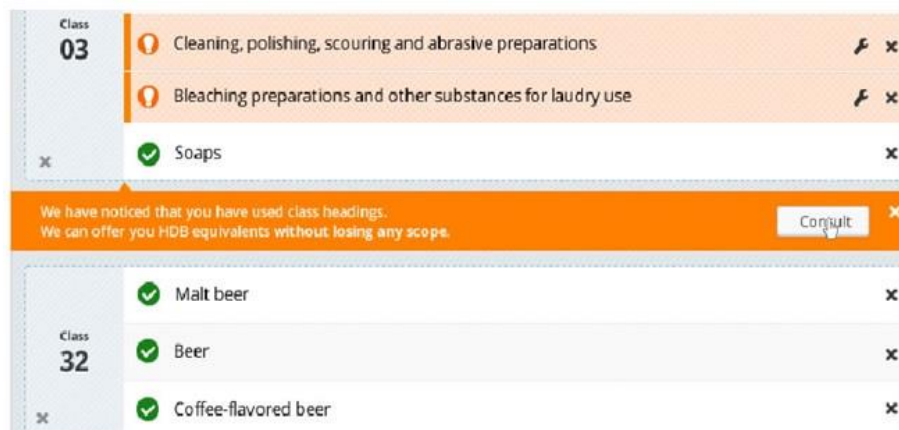 Class
03
Cleaning, polishing, scouring and abrasive preparations
Bleaching preparations and other substances for laudry use
Soaps
We have noticed that you have used class headings.
We can offer you HDB equivalents without losing any scope.
Consult
Class
32
Malt beer
Beer
Coffee-flavored beer